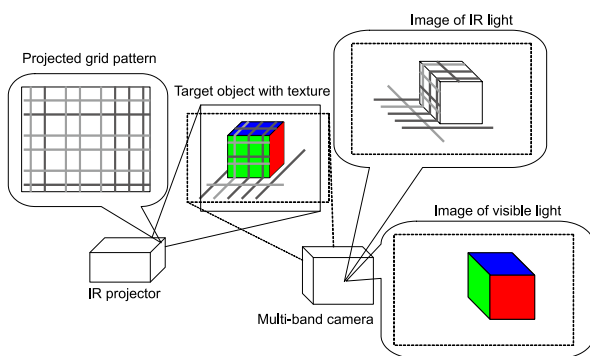 Image of IR light
Projected grid pattern
Target object with texture
Image of visible light
IR projector
Multi-band camera